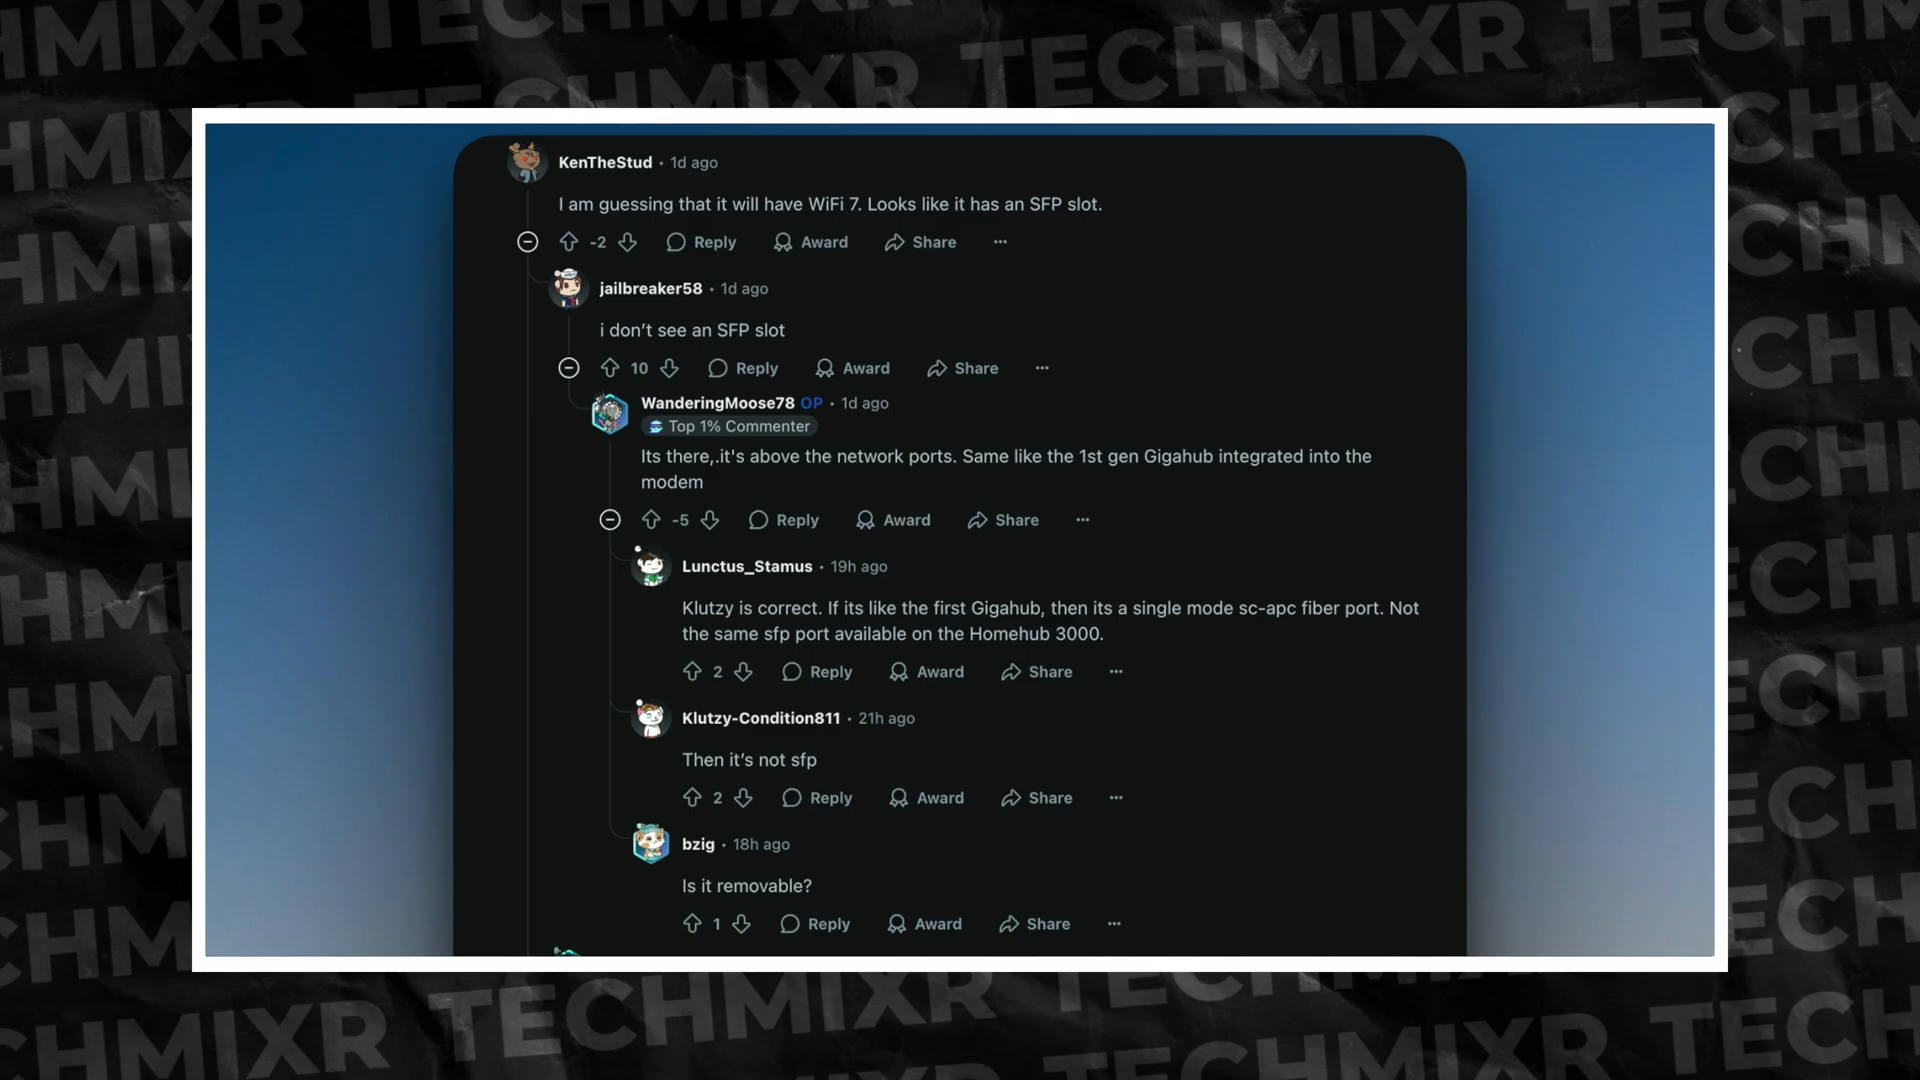 TECHMIXR TECHMIXR TECHMIXR
KenTheStud • 1d ago
I am guessing that it will have WiFi 7. Looks like it has an SFP slot.
-2 Reply Award Share ...
jailbreaker58 • 1d ago
i don’t see an SFP slot
10 Reply Award Share ...
WanderingMoose78 OP • 1d ago
Top 1% Commenter
Its there,.it's above the network ports. Same like the 1st gen Gigahub integrated into the
modem
-5 Reply Award Share ...
Lunctus_Stamus • 19h ago
Klutzy is correct. If its like the first Gigahub, then its a single mode sc-apc fiber port. Not
the same sfp port available on the Homehub 3000.
2 Reply Award Share ...
Klutzy-Condition811 • 21h ago
Then it’s not sfp
2 Reply Award Share ...
bzig • 18h ago
Is it removable?
1 Reply Award Share ...
TECHMIXR TECHMIXR TECHMIXR